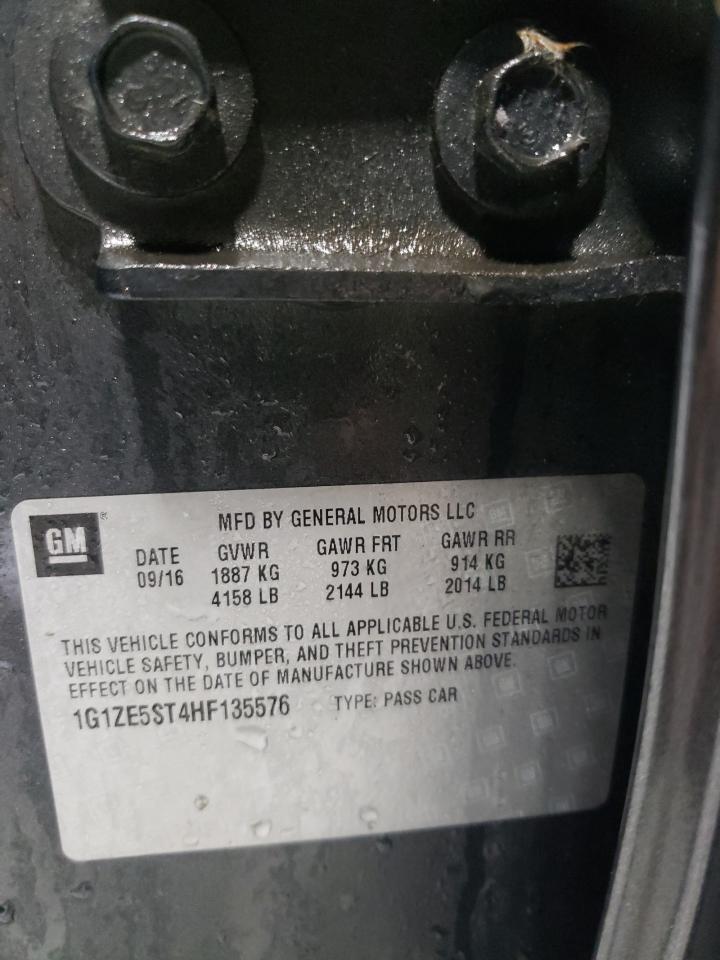 GM ®
MFD BY GENERAL MOTORS LLC
DATE GVWR GAWR FRT GAWR RR
09/16 1887 KG 973 KG 914 KG
4158 LB 2144 LB 2014 LB
THIS VEHICLE CONFORMS TO ALL APPLICABLE U.S. FEDERAL MOTOR
VEHICLE SAFETY, BUMPER, AND THEFT PREVENTION STANDARDS IN
EFFECT ON THE DATE OF MANUFACTURE SHOWN ABOVE.
1G1ZE5ST4HF135576 TYPE: PASS CAR